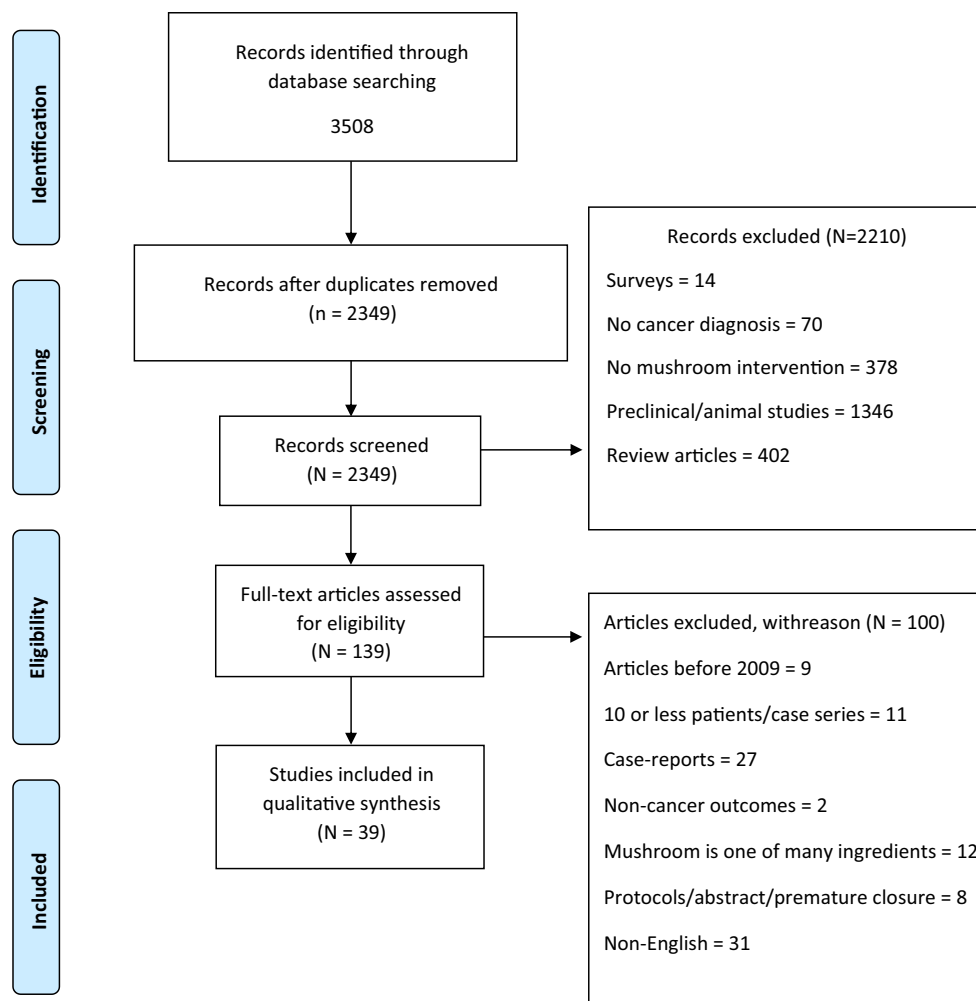 Identification
Records identified through
database searching
3508
Records after duplicates removed
(n = 2349)
Records excluded (N=2210)
Surveys = 14
No cancer diagnosis = 70
No mushroom intervention = 378
Preclinical/animal studies = 1346
Review articles = 402
Screening
Records screened
(N = 2349)
Eligibility
Full-text articles assessed
for eligibility
(N = 139)
Articles excluded, withreason (N = 100)
Articles before 2009 = 9
10 or less patients/case series = 11
Case-reports = 27
Non-cancer outcomes = 2
Mushroom is one of many ingredients = 12
Protocols/abstract/premature closure = 8
Non-English = 31
Included
Studies included in
qualitative synthesis
(N = 39)